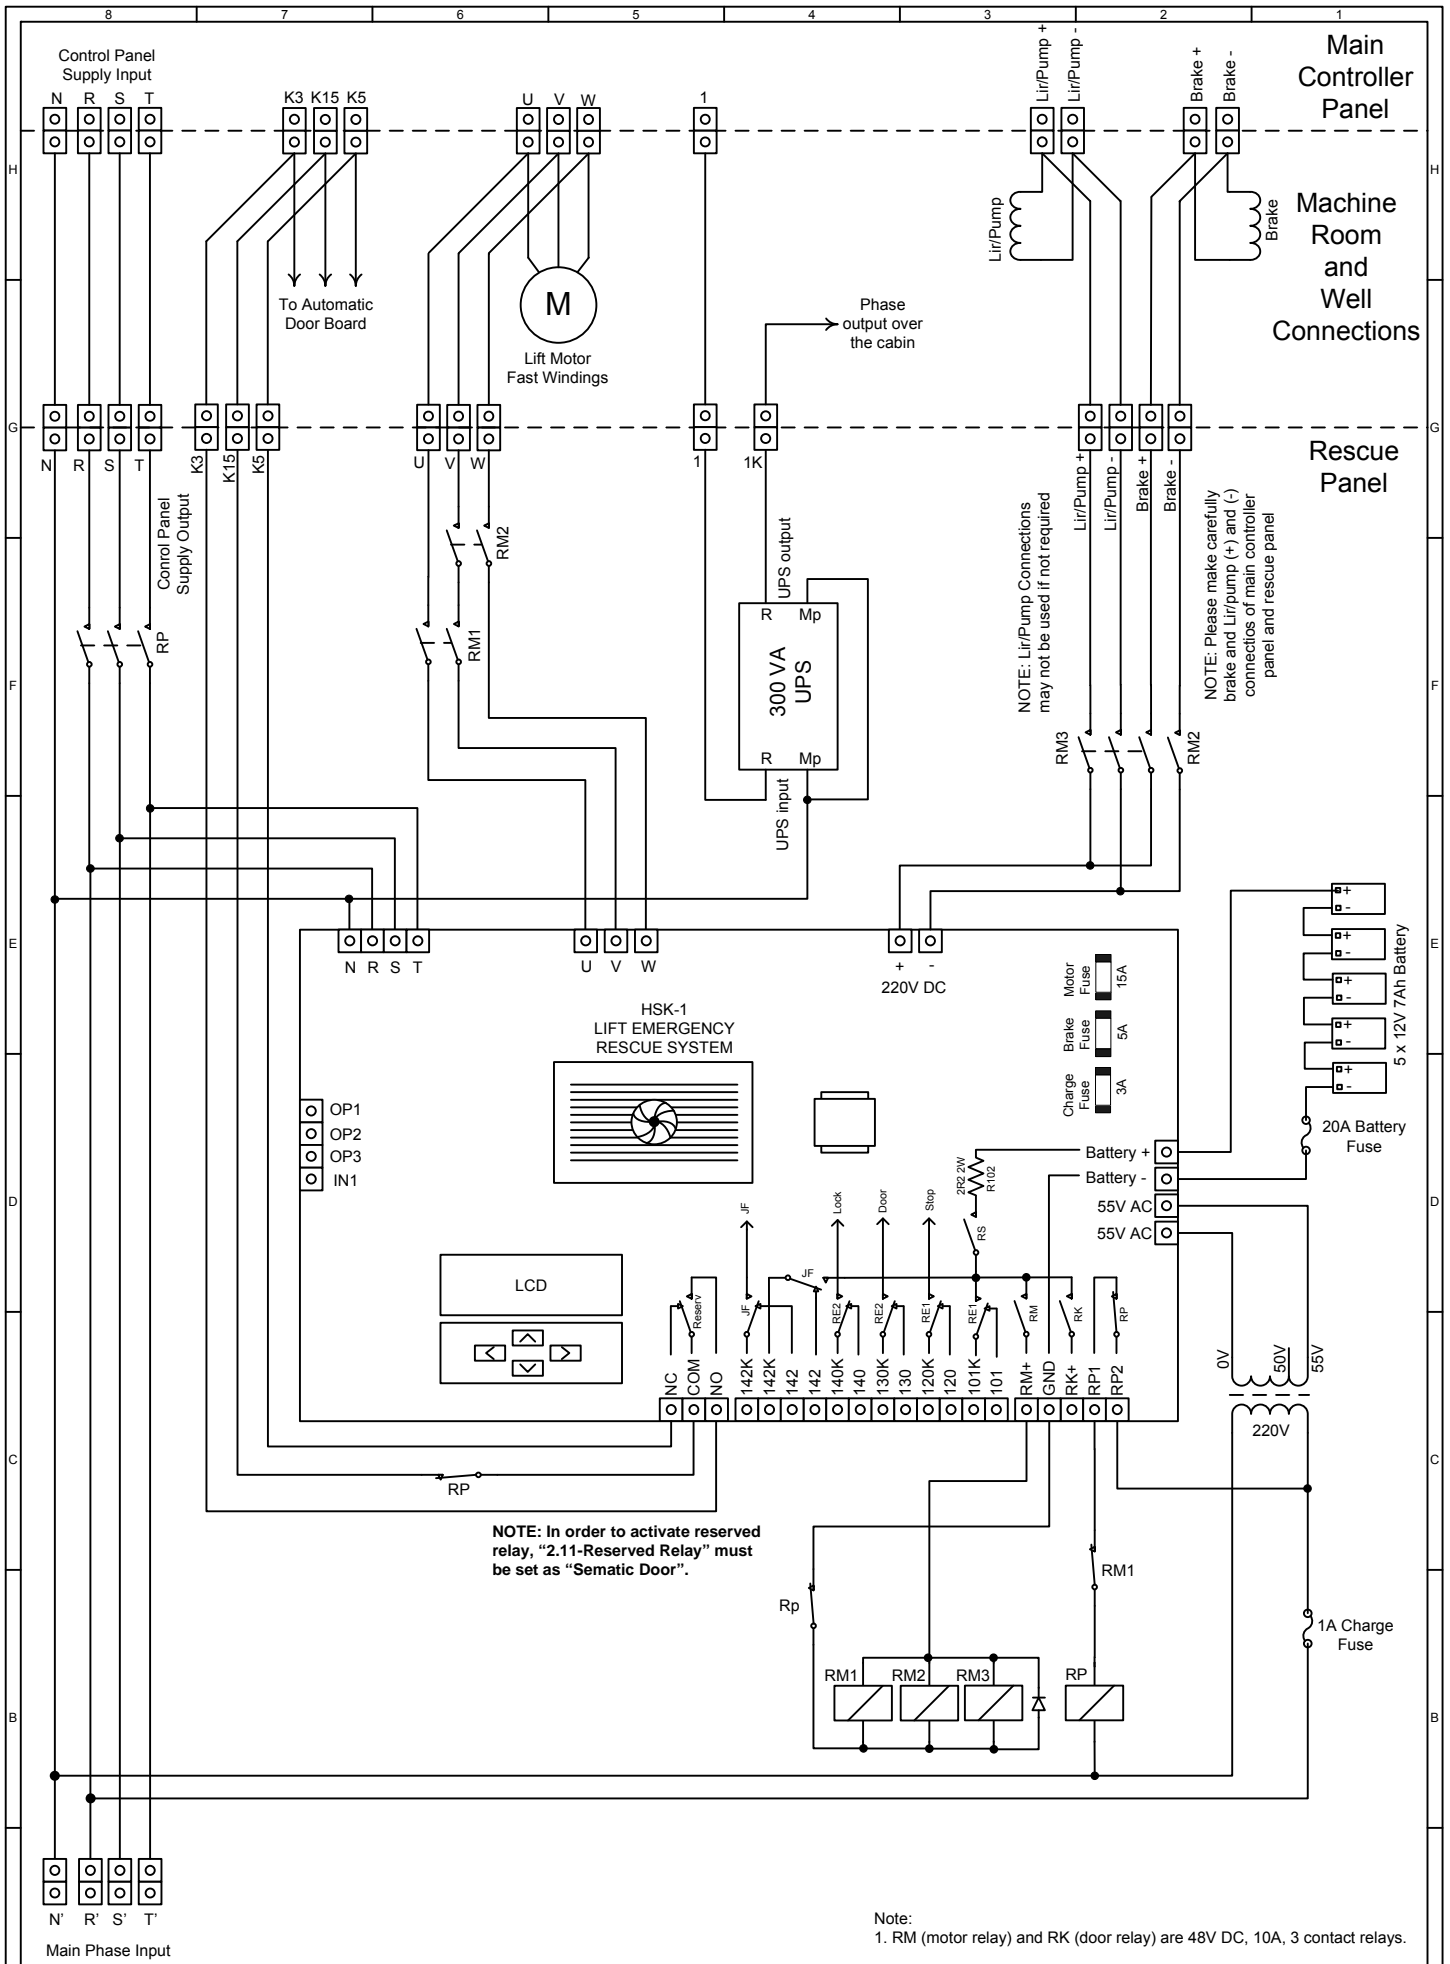 8 7 6 5 4 3 2 1
Control Panel
Supply Input
N R S T
K3 K15 K5
U V W
1
Lir/Pump +
Lir/Pump -
Brake +
Brake -
Main
Controller
Panel
H
H
Lir/Pump
Brake
Machine
Room
and
Well
Connections
To Automatic
Door Board
M
Lift Motor
Fast Windings
Phase
output over
the cabin
G
G
N R S T
K3
K15
K5
U V W
1
1K
Lir/Pump +
Lir/Pump -
Brake +
Brake -
Rescue
Panel
Conrol Panel
Supply Output
RM2
UPS output
NOTE: Lir/Pump Connections
may not be used if not required
NOTE: Please make carefully
brake and Lir/pump (+) and (-)
connectios of main controller
panel and rescue panel
RP
RM1
R Mp
300 VA
UPS
R Mp
UPS input
F
F
RM3
RM2
E
E
N R S T
U V W
+ -
220V DC
HSK-1
LIFT EMERGENCY
RESCUE SYSTEM
Motor
Fuse
15A
Brake
Fuse
5A
Charge
Fuse
3A
+
-
+
-
+
-
+
-
+
-
5 x 12V 7Ah Battery
20A Battery
Fuse
OP1
OP2
OP3
IN1
D
D
Battery +
Battery -
55V AC
55V AC
2R2 2W
R102
RS
JF
Lock
Door
Stop
LCD
Reserv
JF
JF
RE2
RE2
RE1
RE1
RM
RK
RP
NC
COM
NO
142K
142K
142
142
140K
140
130K
130
120K
120
101K
101
RM+
GND
RK+
RP1
RP2
0V
50V
55V
220V
C
C
RP
NOTE: In order to activate reserved
relay, “2.11-Reserved Relay” must
be set as “Sematic Door”.
RM1
Rp
1A Charge
Fuse
RM1 RM2 RM3 RP
B
B
N’ R’ S’ T’
Main Phase Input
Note:
1. RM (motor relay) and RK (door relay) are 48V DC, 10A, 3 contact relays.